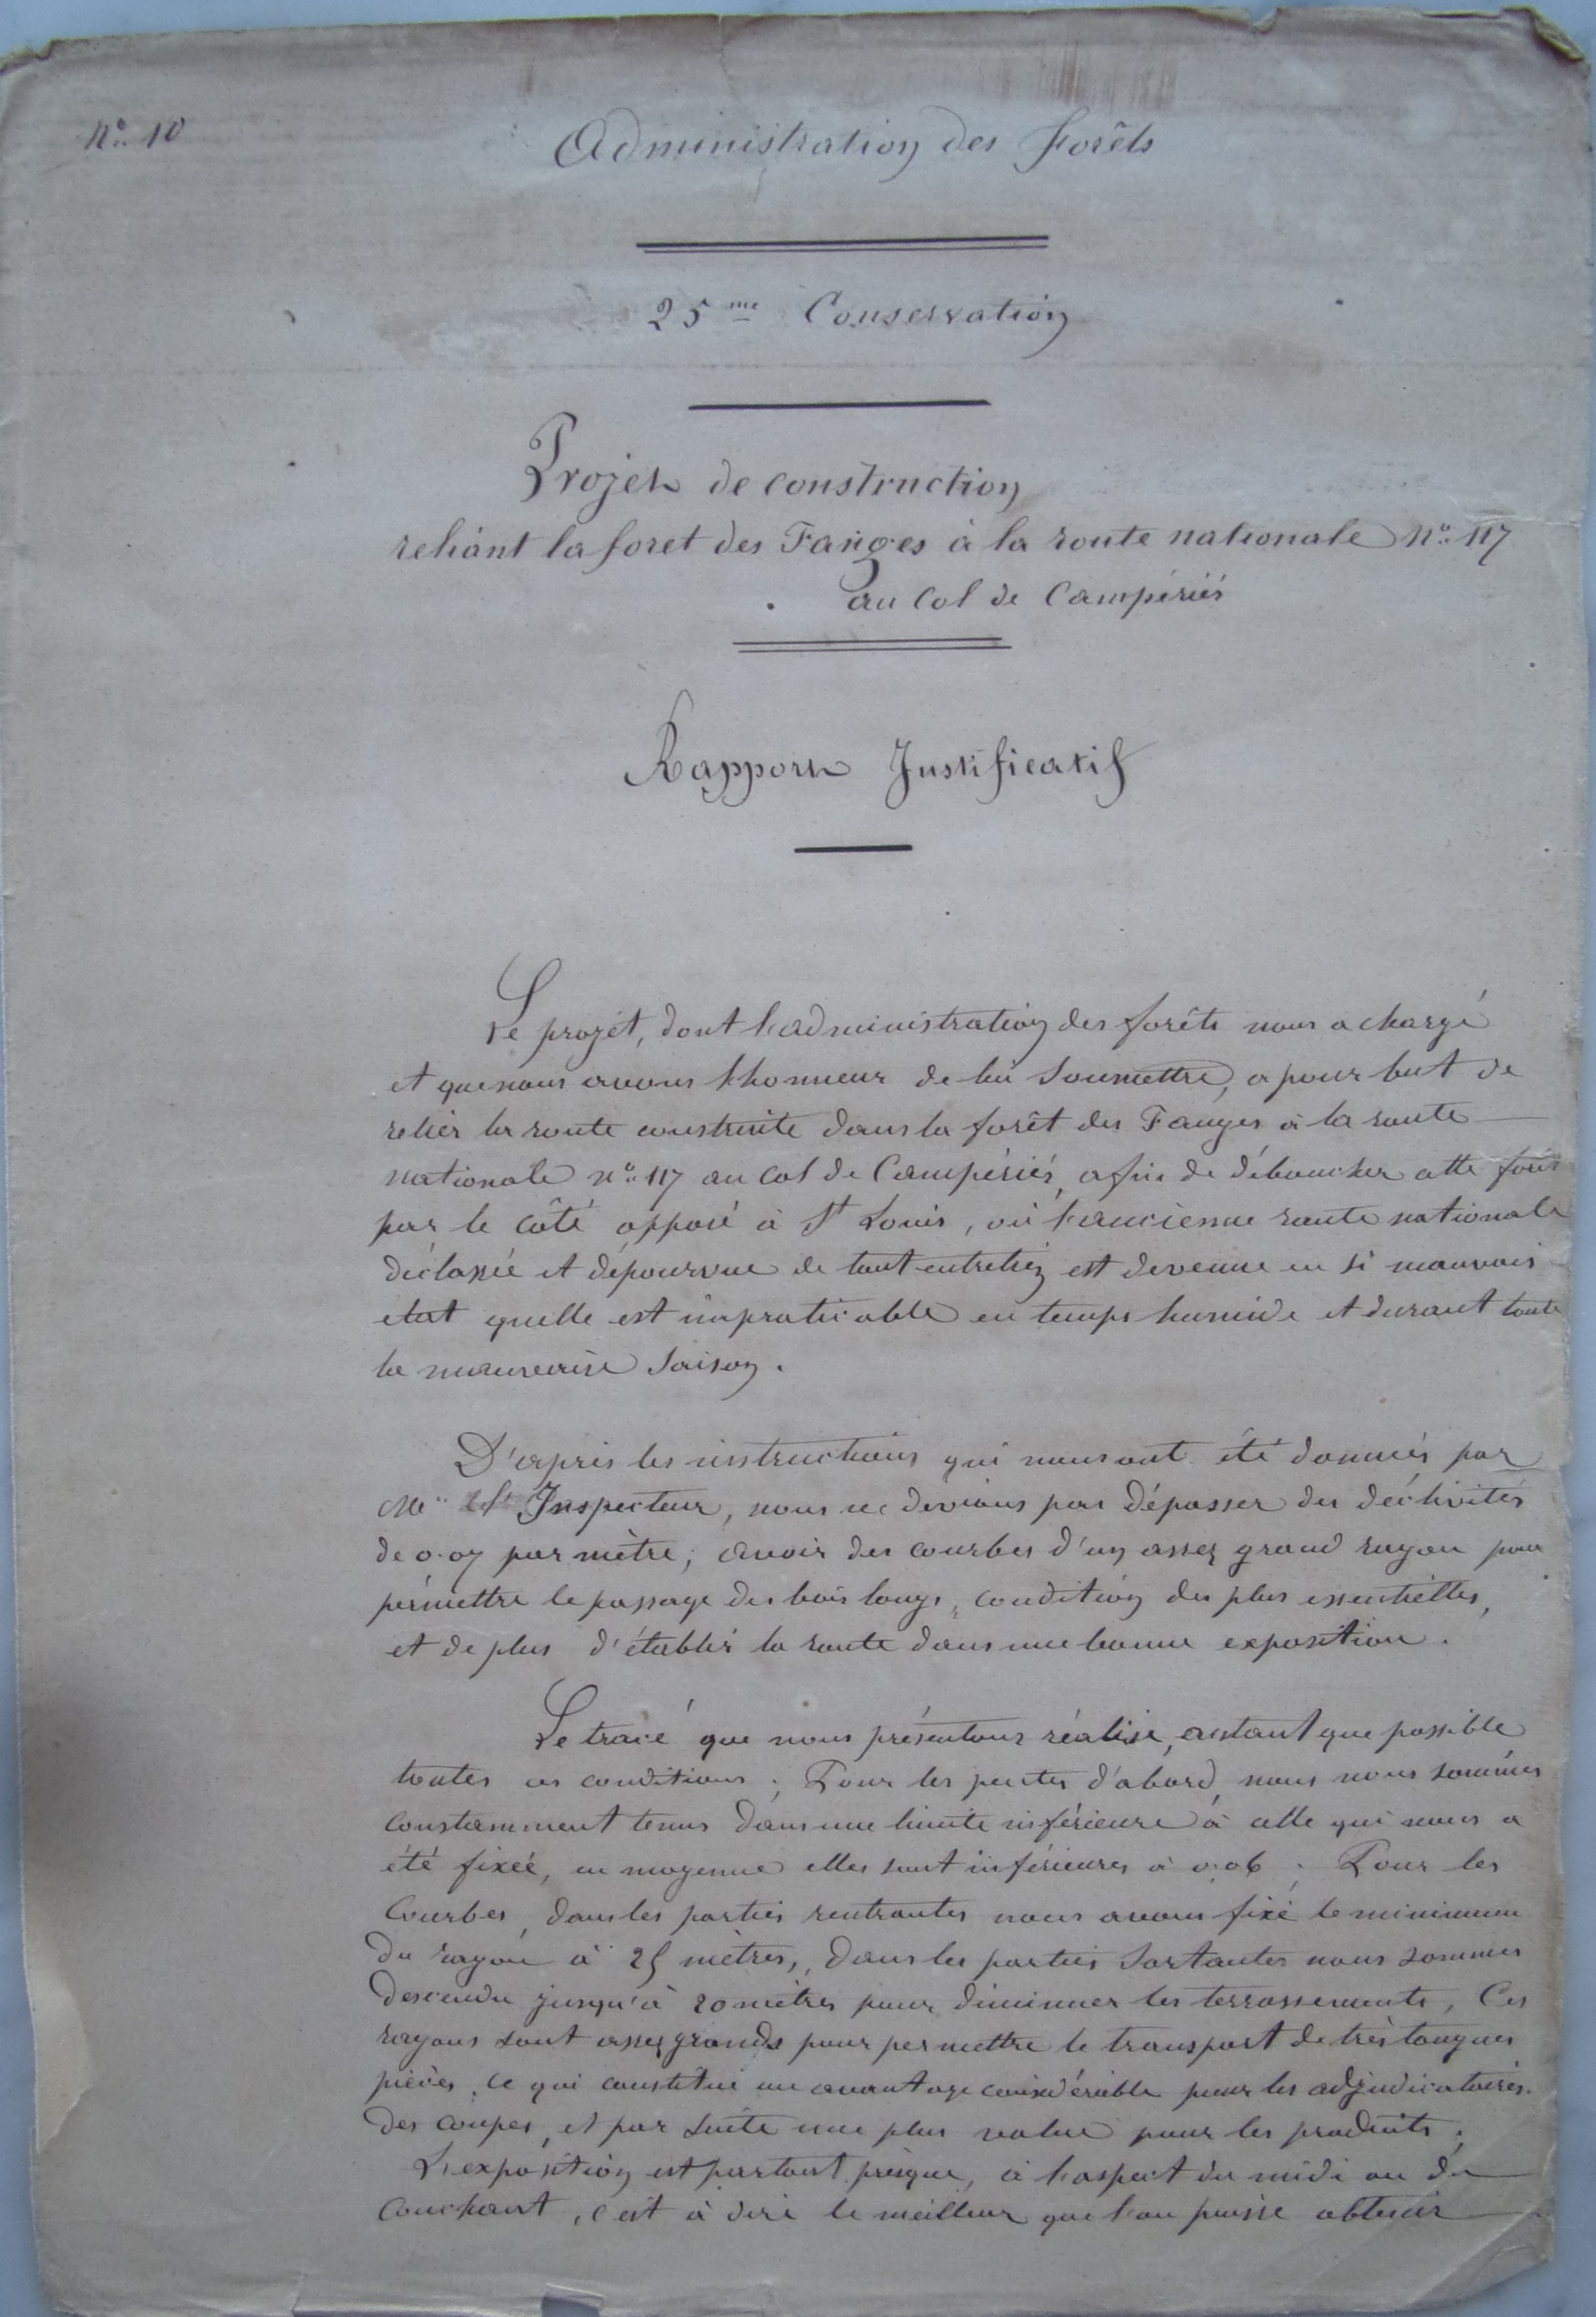 N° 10
Administration des Forêts
25me Conservation
Projet de construction
reliant la foret des Fanges à la route nationale N° 117
au Col de Campériés
Rapport Justificatif
Le projet, dont l'administration des forêts nous a chargé
et que nous avons l'honneur de lui soumettre, a pour but de
relier la route construite dans la forêt des Fanges à la route
nationale n° 117 au Col de Campériés, afin de déboucher cette forêt
par le côté opposé à St Louis, où l'ancienne route nationale
déclassée et dépourvue de tout entretien est devenue en si mauvais
etat quelle est impraticable en temps humide et durant toute
la mauvaise saison.
D'après les instructions qui nous ont été données par
Mr Inspecteur, nous ne devions pas dépasser des déclivités
de 0.07 par mètre; avoir des courbes d'un assez grand rayon pour
permettre le passage des bois longs, condition des plus essentielles,
et de plus d'établir la route dans une bonne exposition.
Le tracé que nous présentons réalise, autant que possible
toutes ces conditions; Pour les pentes d'abord, nous nous sommes
constamment tenus dans une limite inférieure à celle qui nous a
été fixée, en moyenne elles sont inférieures à 0.06; Pour les
Courbes, dans les parties rentrantes nous avons fixé le minimum
du rayon à 25 mètres, dans les parties sortantes nous sommes
descendu jusqu'à 20 mètres pour diminuer les terrassements, Ces
rayons sont assez grands pour permettre le transport de très longues
pièces, ce qui constitue un avantage considérable pour les adjudicataires
des coupes, et par suite une plus value pour les produits;
L'exposition est partout presque, à l'aspect du midi ou du
Couchant, c'est à dire le meilleur que l'on puisse obtenir